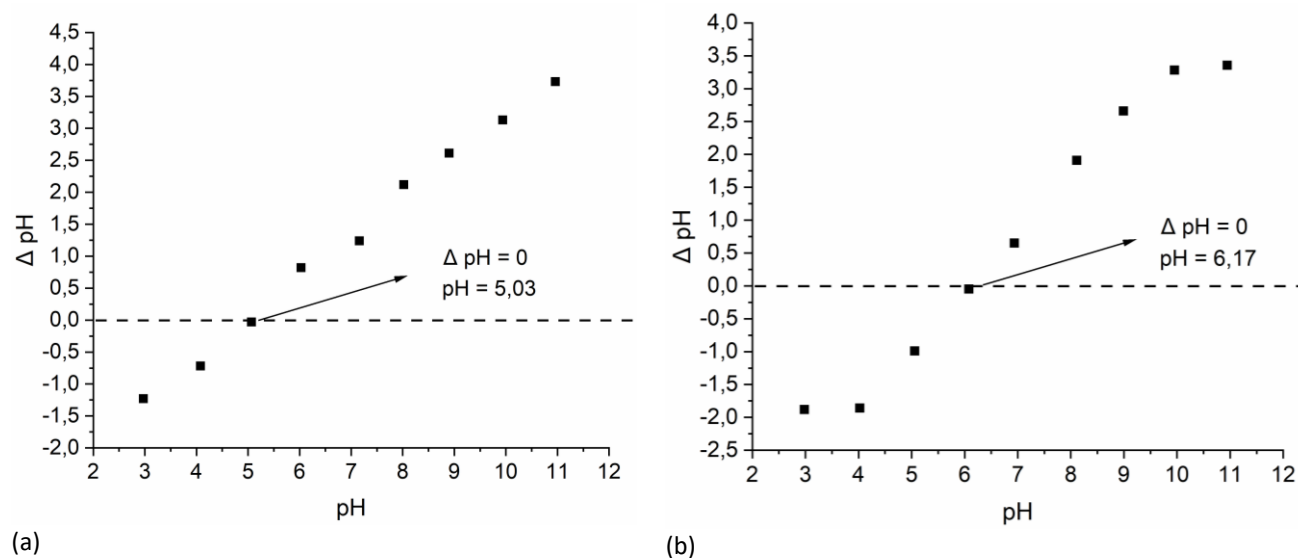 4,5
4,0
3,5
3,0
2,5
2,0
1,5
1,0
0,5
0,0
-0,5
-1,0
-1,5
-2,0
Δ pH
Δ pH = 0
pH = 5,03
2 3 4 5 6 7 8 9 10 11 12
pH
(a)
4,0
3,5
3,0
2,5
2,0
1,5
1,0
0,5
0,0
-0,5
-1,0
-1,5
-2,0
-2,5
Δ pH
Δ pH = 0
pH = 6,17
2 3 4 5 6 7 8 9 10 11 12
pH
(b)